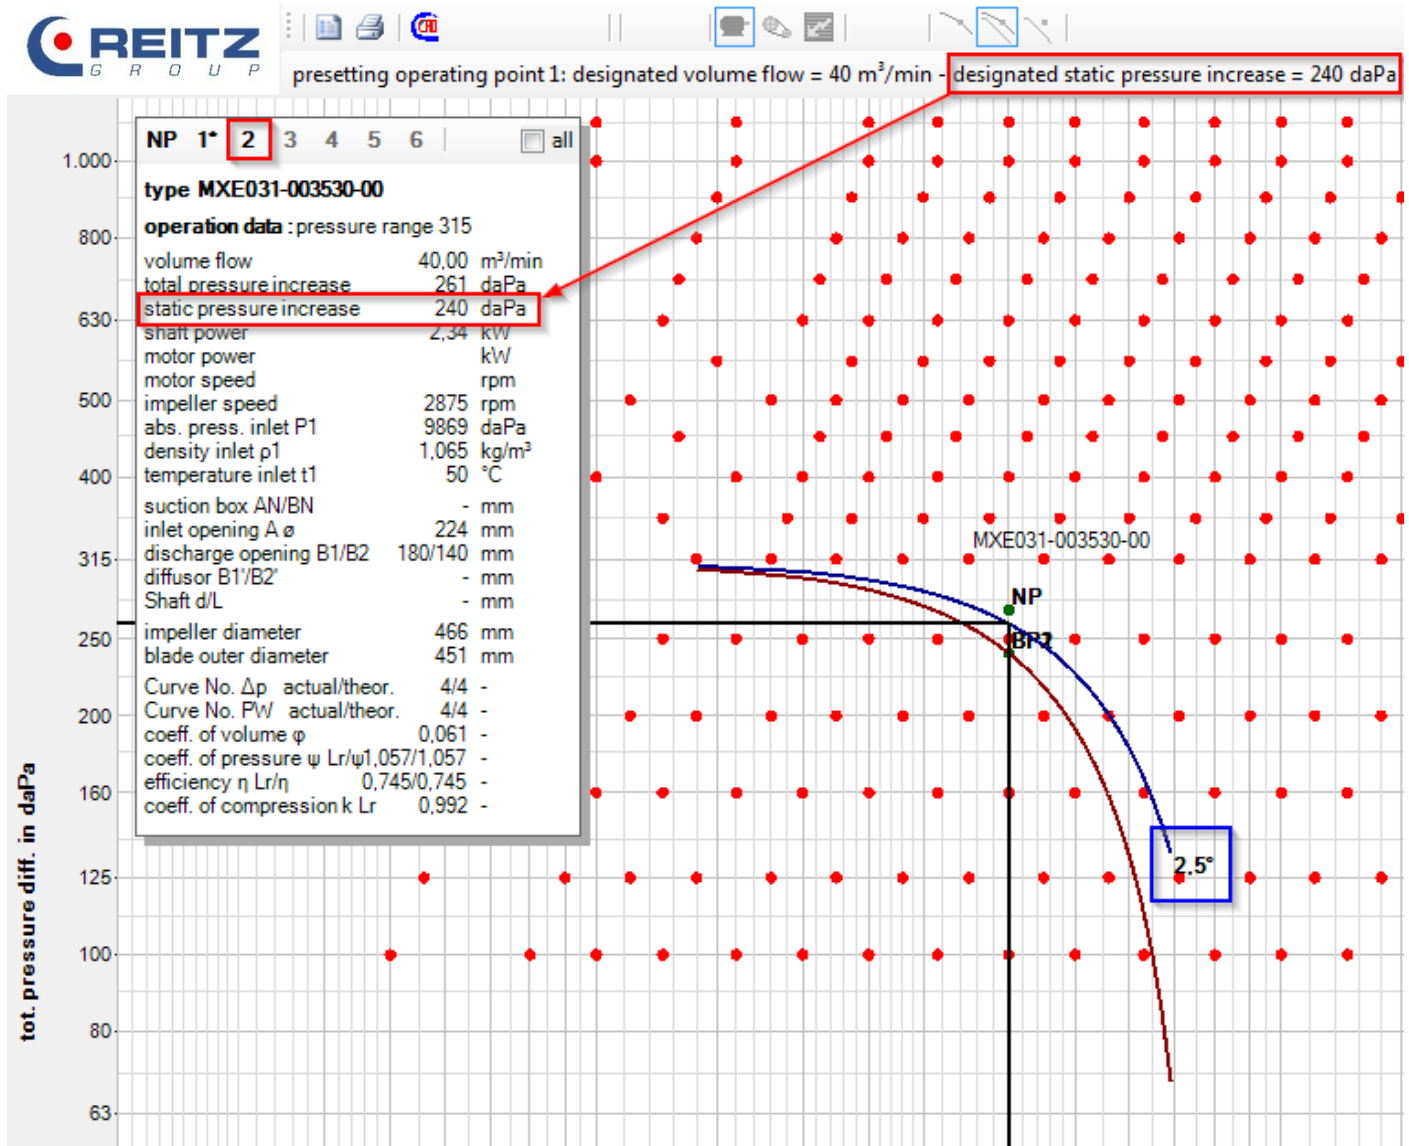 REITZ
GROUP
CAD
presetting operating point 1: designated volume flow = 40 m³/min - designated static pressure increase = 240 daPa
NP 1* 2 3 4 5 6 all
type MXE031-003530-00
operation data : pressure range 315
volume flow 40,00 m³/min
total pressure increase 261 daPa
static pressure increase 240 daPa
shaft power 2,34 kW
motor power kW
motor speed rpm
impeller speed 2875 rpm
abs. press. inlet P1 9869 daPa
density inlet ρ1 1,065 kg/m³
temperature inlet t1 50 °C
suction box AN/BN - mm
inlet opening A ø 224 mm
discharge opening B1/B2 180/140 mm
diffusor B1'/B2' - mm
Shaft d/L - mm
impeller diameter 466 mm
blade outer diameter 451 mm
Curve No. Δp actual/theor. 4/4 -
Curve No. PW actual/theor. 4/4 -
coeff. of volume φ 0,061 -
coeff. of pressure ψ Lr/ψ1,057/1,057 -
efficiency η Lr/η 0,745/0,745 -
coeff. of compression k Lr 0,992 -
1.000
800
630
500
400
315
250
200
160
125
100
80
63
tot. pressure diff. in daPa
MXE031-003530-00
NP
2.5°